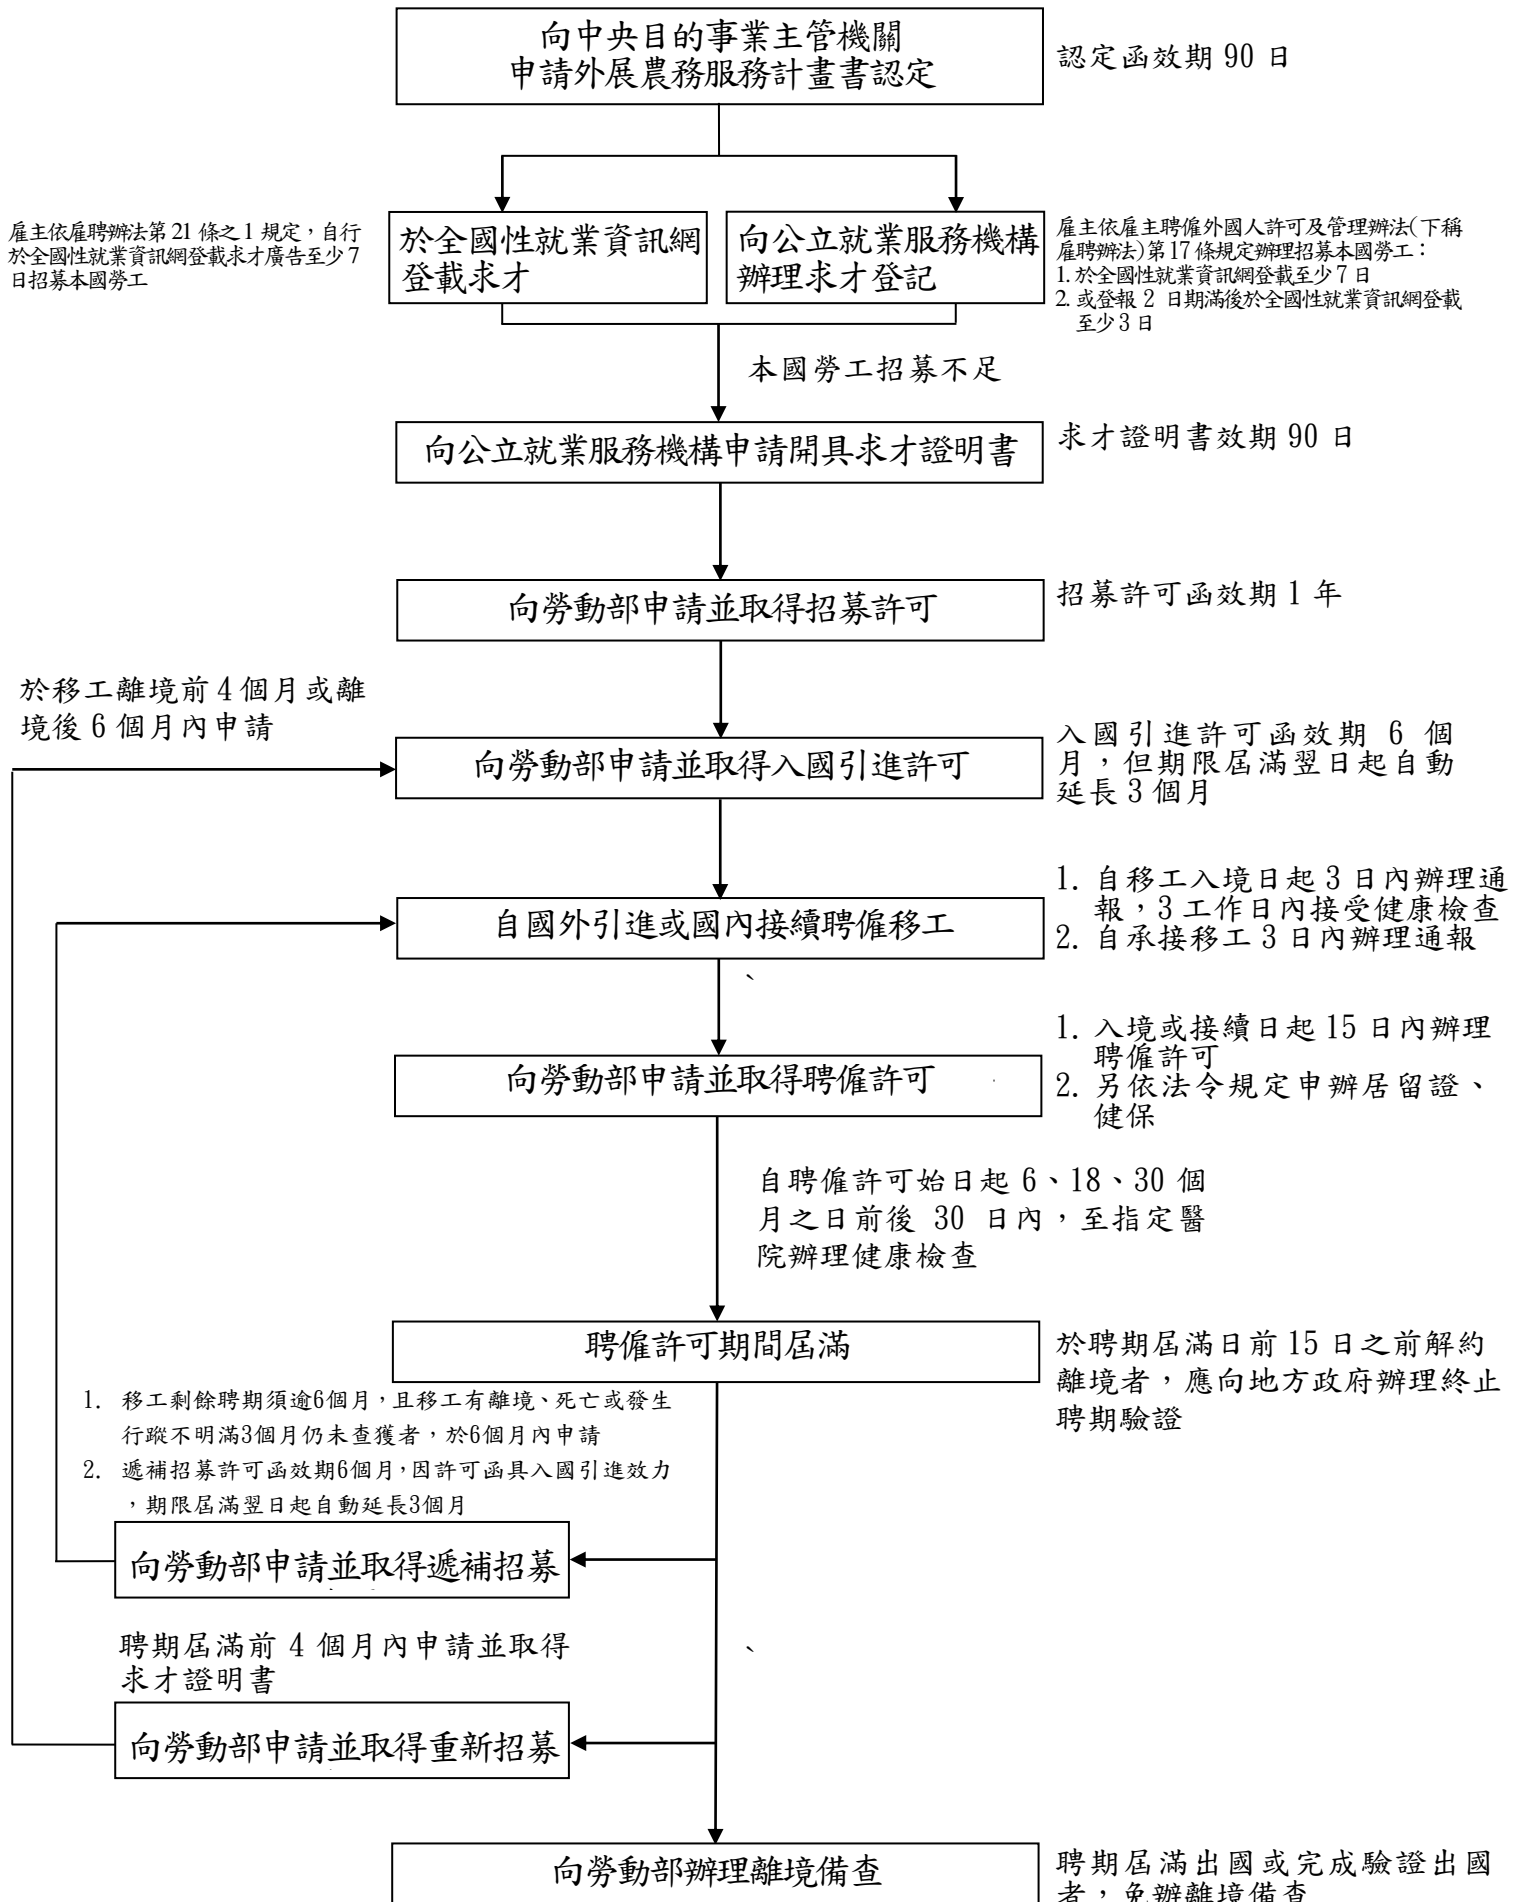 向中央目的事業主管機關
申請外展農務服務計畫書認定
認定函效期 90 日
雇主依雇聘辦法第 21 條之 1 規定，自行
於全國性就業資訊網登載求才廣告至少 7
日招募本國勞工
於全國性就業資訊網
登載求才
向公立就業服務機構
辦理求才登記
雇主依雇主聘僱外國人許可及管理辦法(下稱
雇聘辦法)第 17 條規定辦理招募本國勞工：
1. 於全國性就業資訊網登載至少 7 日
2. 或登報 2 日期滿後於全國性就業資訊網登載
至少 3 日
本國勞工招募不足
向公立就業服務機構申請開具求才證明書
求才證明書效期 90 日
向勞動部申請並取得招募許可
招募許可函效期 1 年
於移工離境前 4 個月或離
境後 6 個月內申請
向勞動部申請並取得入國引進許可
入國引進許可函效期 6 個
月，但期限屆滿翌日起自動
延長 3 個月
自國外引進或國內接續聘僱移工
1. 自移工入境日起 3 日內辦理通
報，3 工作日內接受健康檢查
2. 自承接移工 3 日內辦理通報
、
向勞動部申請並取得聘僱許可
1. 入境或接續日起 15 日內辦理
聘僱許可
2. 另依法令規定申辦居留證、
健保
自聘僱許可始日起 6、18、30 個
月之日前後 30 日內，至指定醫
院辦理健康檢查
聘僱許可期間屆滿
於聘期屆滿日前 15 日之前解約
離境者，應向地方政府辦理終止
聘期驗證
1. 移工剩餘聘期須逾6個月，且移工有離境、死亡或發生
行蹤不明滿3個月仍未查獲者，於6個月內申請
2. 遞補招募許可函效期6個月，因許可函具入國引進效力
，期限屆滿翌日起自動延長3個月
向勞動部申請並取得遞補招募
聘期屆滿前 4 個月內申請並取得
求才證明書
、
向勞動部申請並取得重新招募
向勞動部辦理離境備查
聘期屆滿出國或完成驗證出國
者，免辦離境備查